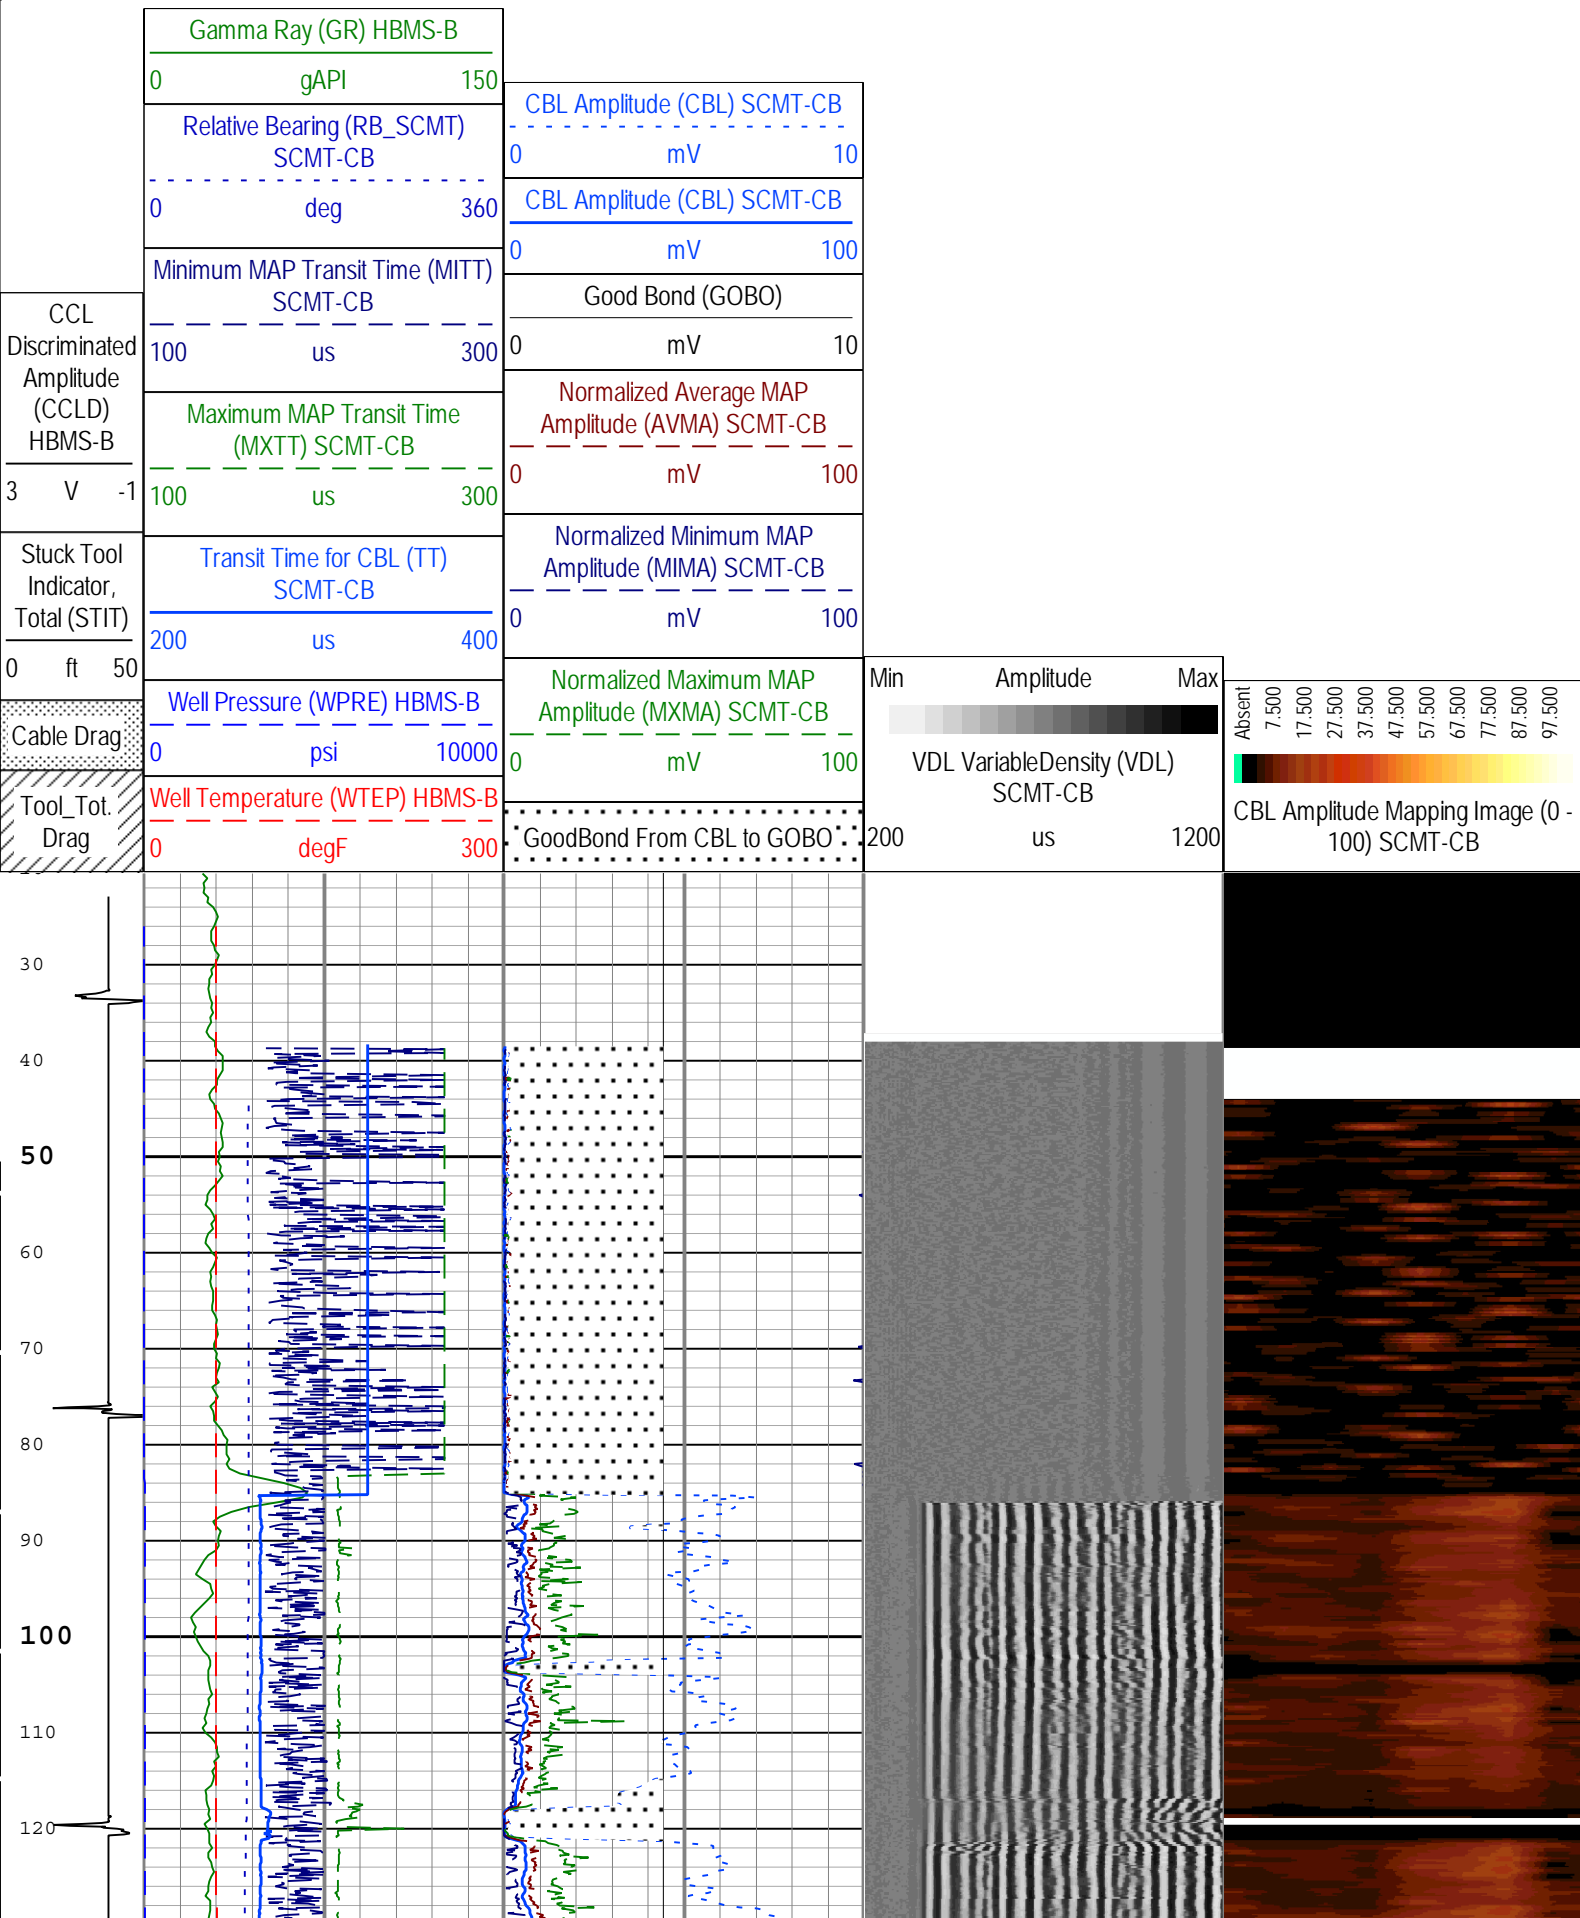 CCL
Discriminated
Amplitude
(CCLD)
HBMS-B
3 V -1
Stuck Tool
Indicator,
Total (STIT)
0 ft 50
Cable Drag
Tool_Tot.
Drag
Gamma Ray (GR) HBMS-B
0 gAPI 150
Relative Bearing (RB_SCMT)
SCMT-CB
0 deg 360
Minimum MAP Transit Time (MITT)
SCMT-CB
100 us 300
Maximum MAP Transit Time
(MXTT) SCMT-CB
100 us 300
Transit Time for CBL (TT)
SCMT-CB
200 us 400
Well Pressure (WPRE) HBMS-B
0 psi 10000
Well Temperature (WTEP) HBMS-B
0 degF 300
CBL Amplitude (CBL) SCMT-CB
0 mV 10
CBL Amplitude (CBL) SCMT-CB
0 mV 100
Good Bond (GOBO)
0 mV 10
Normalized Average MAP
Amplitude (AVMA) SCMT-CB
0 mV 100
Normalized Minimum MAP
Amplitude (MIMA) SCMT-CB
0 mV 100
Normalized Maximum MAP
Amplitude (MXMA) SCMT-CB
0 mV 100
GoodBond From CBL to GOBO
Min Amplitude Max
VDL VariableDensity (VDL)
SCMT-CB
200 us 1200
Absent 7.500 17.500 27.500 37.500 47.500 57.500 67.500 77.500 87.500 97.500
CBL Amplitude Mapping Image (0 -
100) SCMT-CB
30
40
50
60
70
80
90
100
110
120